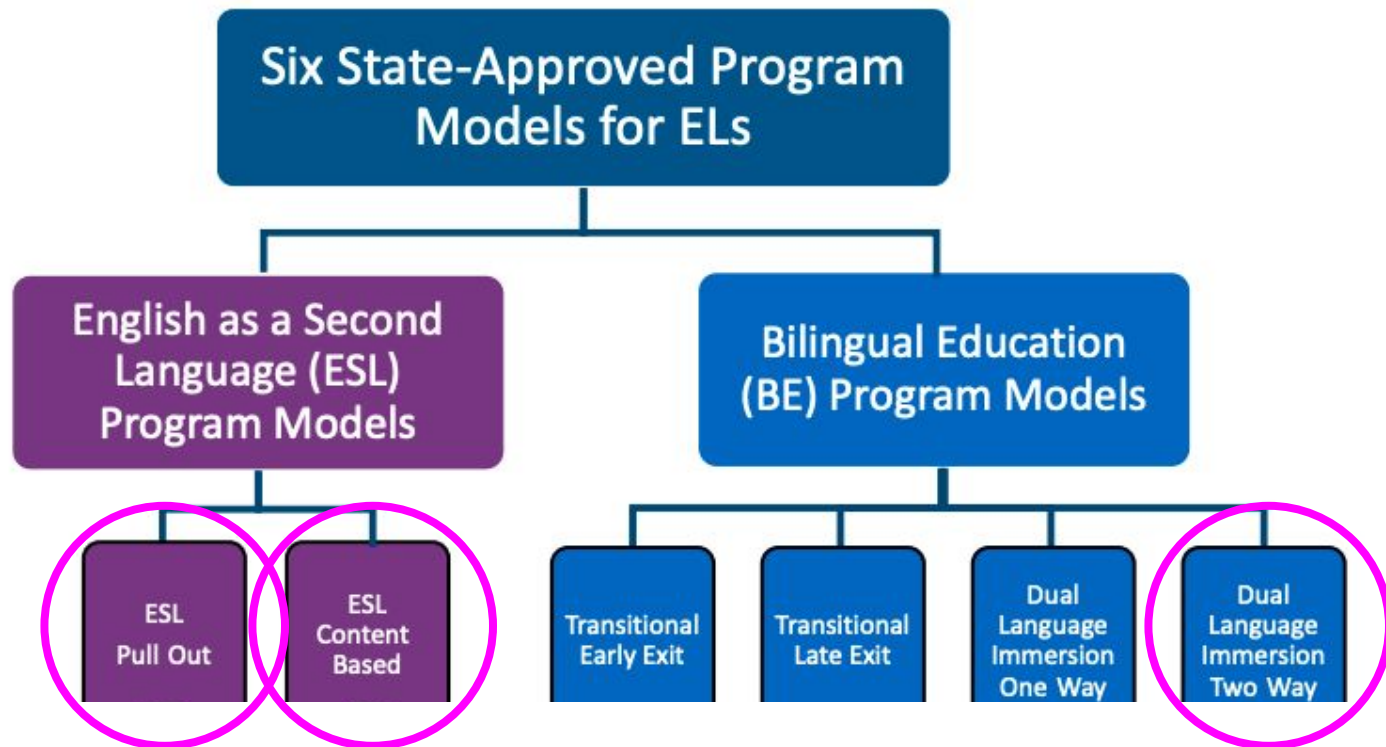 Six State-Approved Program
Models for ELs
English as a Second
Language (ESL)
Program Models
Bilingual Education
(BE) Program Models
ESL
Pull Out
ESL
Content
Based
Transitional
Early Exit
Transitional
Late Exit
Dual
Language
Immersion
One Way
Dual
Language
Immersion
Two Way